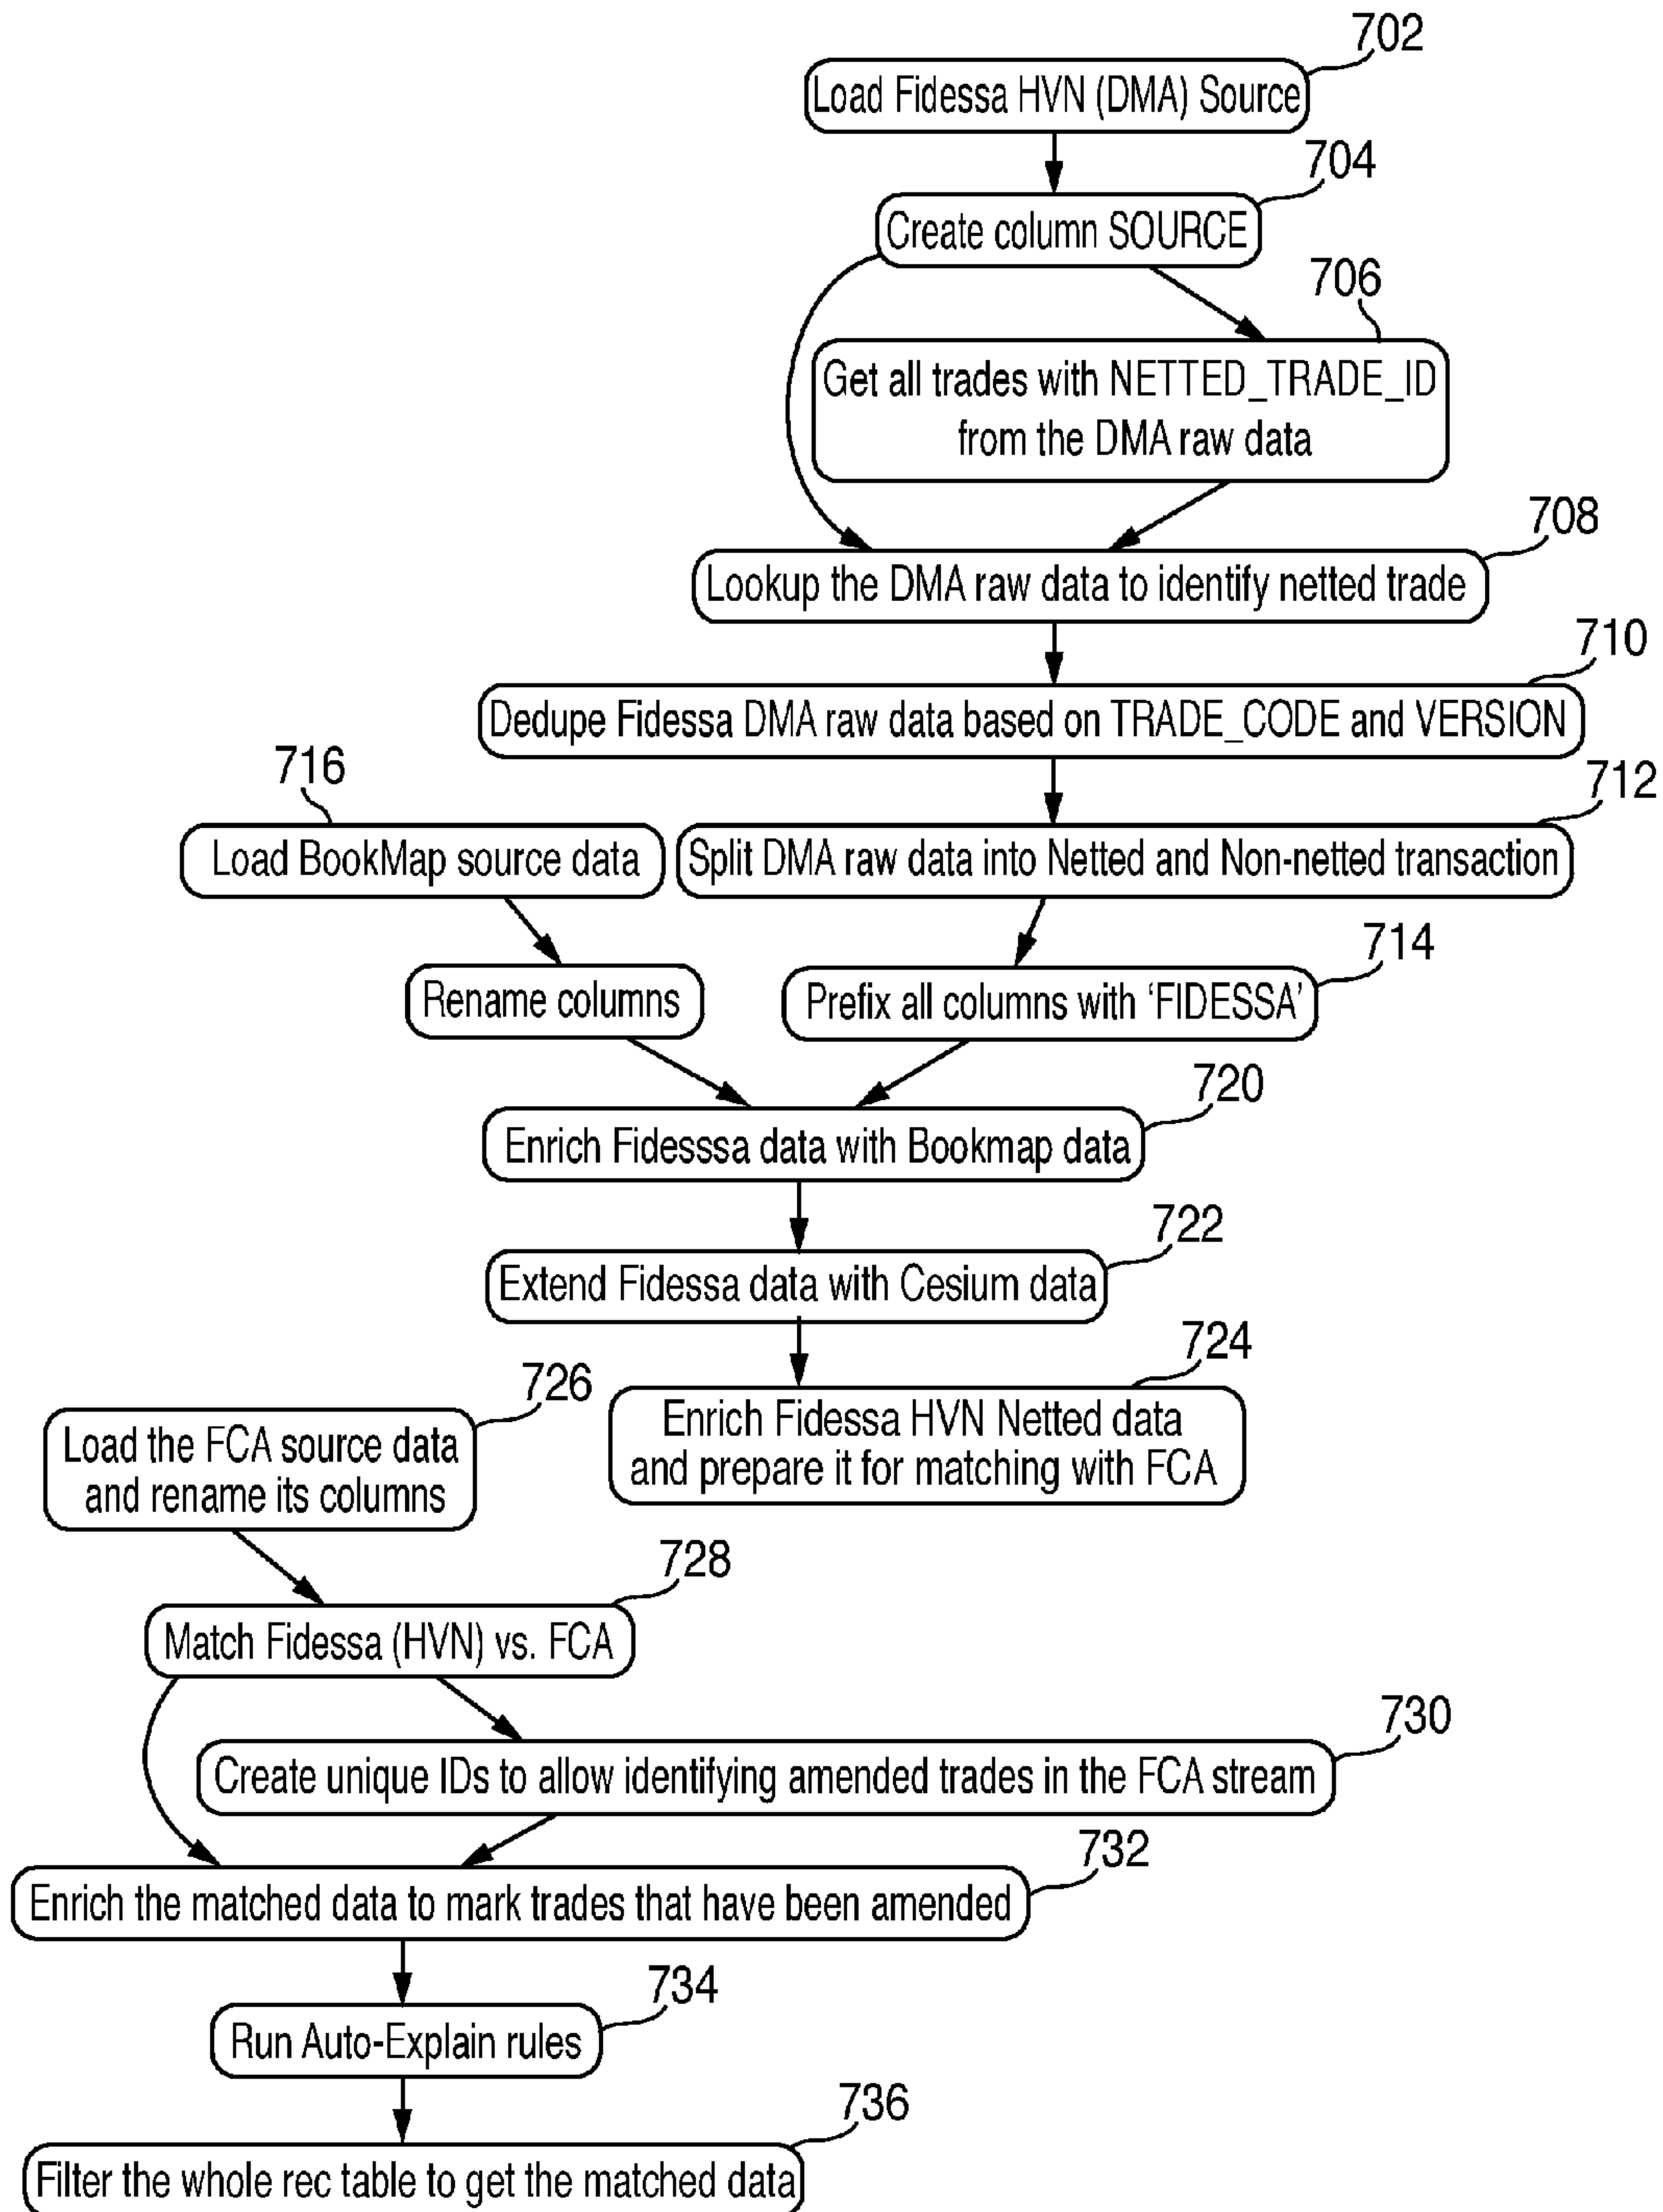 702
Load Fidessa HVN (DMA) Source
704
Create column SOURCE
706
Get all trades with NETTED_TRADE_ID
from the DMA raw data
708
Lookup the DMA raw data to identify netted trade
710
Dedupe Fidessa DMA raw data based on TRADE_CODE and VERSION
716
712
Load BookMap source data
Split DMA raw data into Netted and Non-netted transaction
714
Rename columns
Prefix all columns with ‘FIDESSA’
720
Enrich Fidesssa data with Bookmap data
722
Extend Fidessa data with Cesium data
724
Enrich Fidessa HVN Netted data
and prepare it for matching with FCA
726
Load the FCA source data
and rename its columns
728
Match Fidessa (HVN) vs. FCA
730
Create unique IDs to allow identifying amended trades in the FCA stream
732
Enrich the matched data to mark trades that have been amended
734
Run Auto-Explain rules
736
Filter the whole rec table to get the matched data